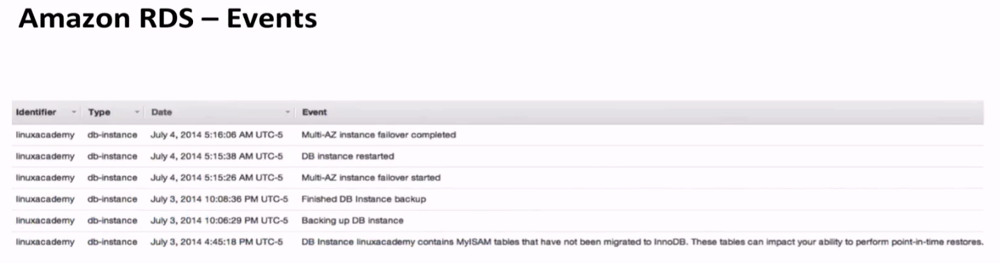 Amazon RDS – Events
Identifier Type Date Event
linuxacademy db-instance July 4, 2014 5:16:06 AM UTC-5 Multi-AZ instance failover completed
linuxacademy db-instance July 4, 2014 5:15:38 AM UTC-5 DB instance restarted
linuxacademy db-instance July 4, 2014 5:15:26 AM UTC-5 Multi-AZ instance failover started
linuxacademy db-instance July 3, 2014 10:08:36 PM UTC-5 Finished DB Instance backup
linuxacademy db-instance July 3, 2014 10:06:29 PM UTC-5 Backing up DB instance
linuxacademy db-instance July 3, 2014 4:45:18 PM UTC-5 DB Instance linuxacademy contains MyISAM tables that have not been migrated to InnoDB. These tables can impact your ability to perform point-in-time restores.